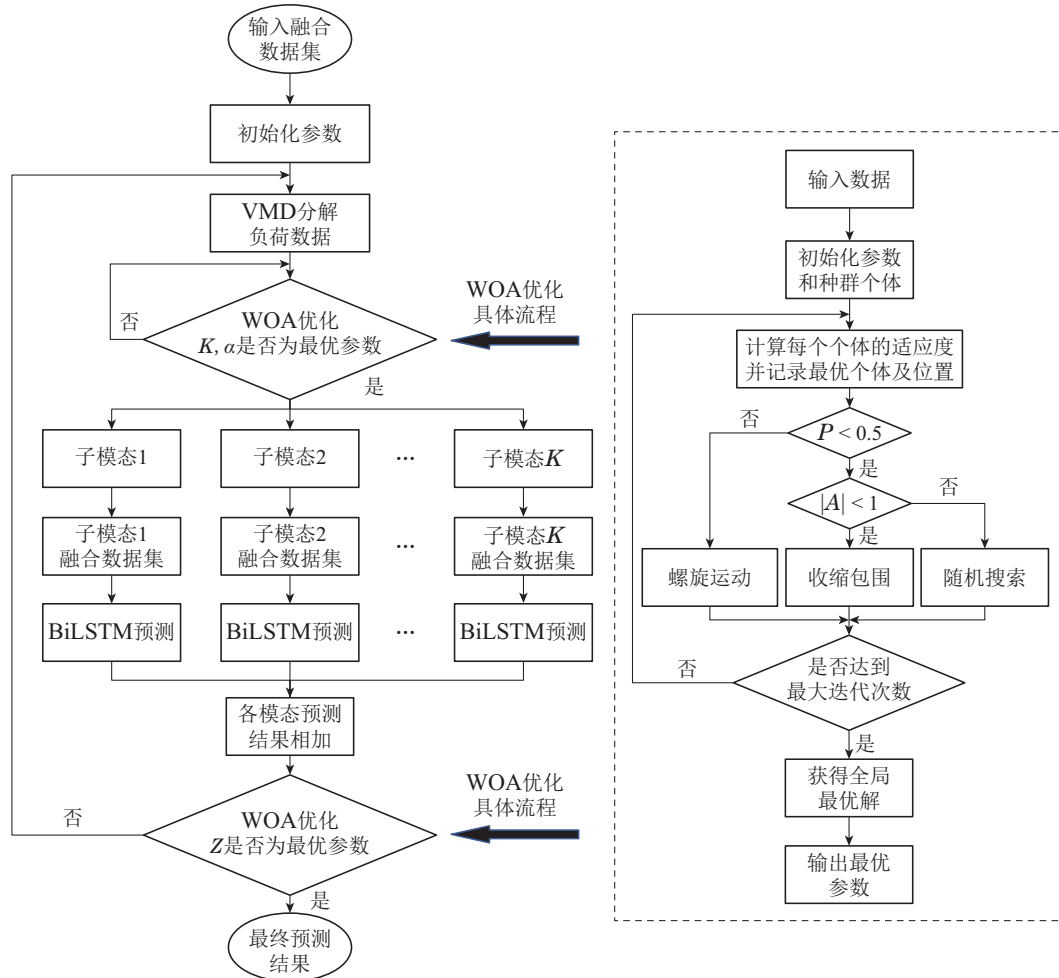 输入融合
数据集
初始化参数
VMD分解
负荷数据
否
WOA优化
K, α是否为最优参数
WOA优化
具体流程
是
子模态1
子模态2
···
子模态K
子模态1
融合数据集
子模态2
融合数据集
···
子模态K
融合数据集
BiLSTM预测
BiLSTM预测
···
BiLSTM预测
各模态预测
结果相加
否
WOA优化
Z是否为最优参数
WOA优化
具体流程
是
最终预测
结果
输入数据
初始化参数
和种群个体
计算每个个体的适应度
并记录最优个体及位置
否
P < 0.5
是
|A| < 1
否
是
螺旋运动
收缩包围
随机搜索
否
是否达到
最大迭代次数
是
获得全局
最优解
输出最优
参数